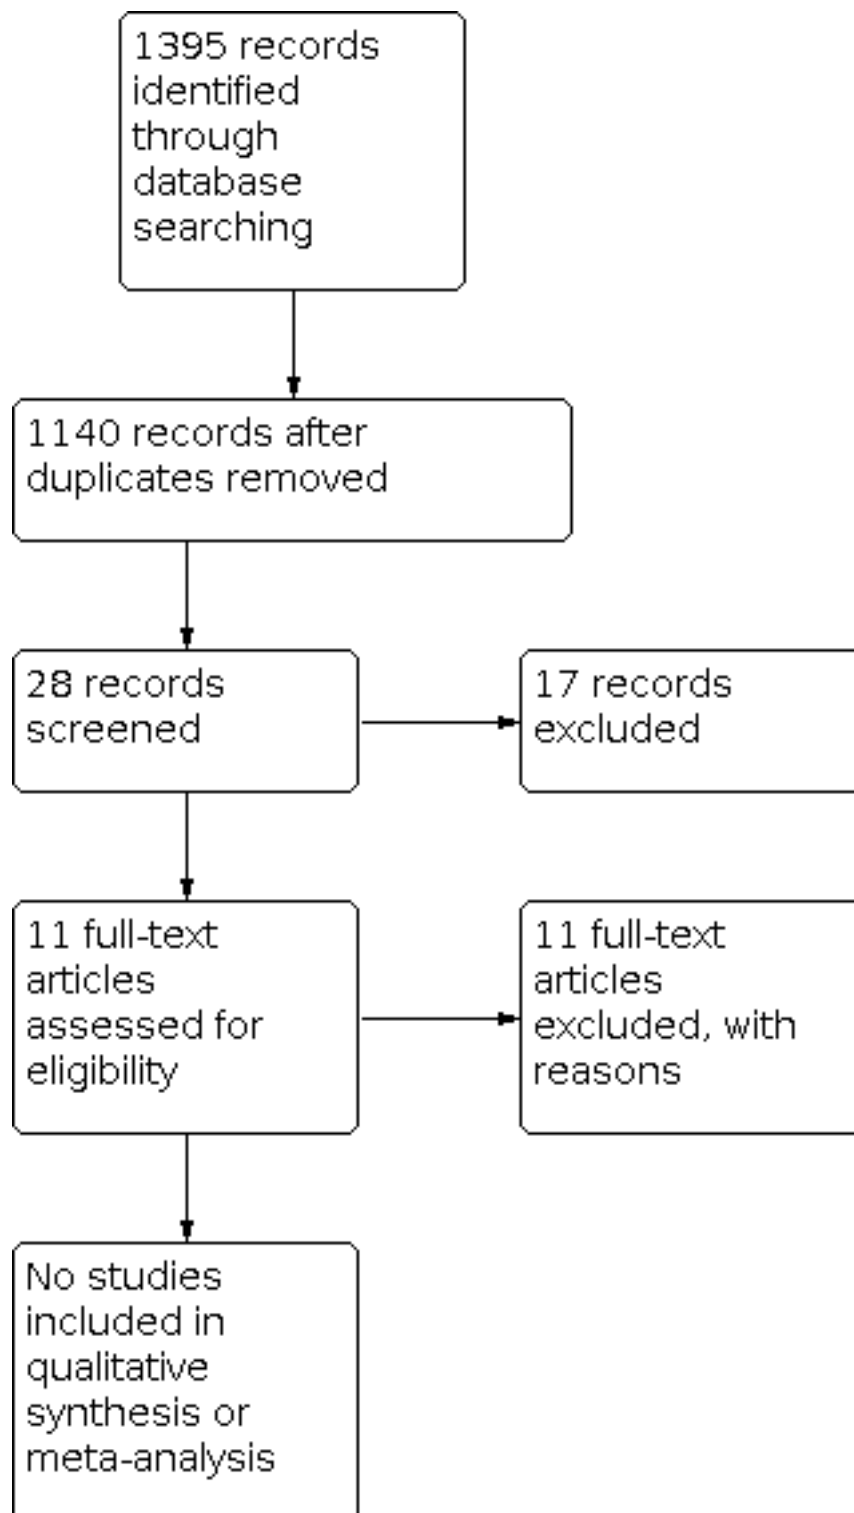 1395 records
identified
through
database
searching
1140 records after
duplicates removed
28 records
screened
17 records
excluded
11 full-text
articles
assessed for
eligibility
11 full-text
articles
excluded, with
reasons
No studies
included in
qualitative
synthesis or
meta-analysis